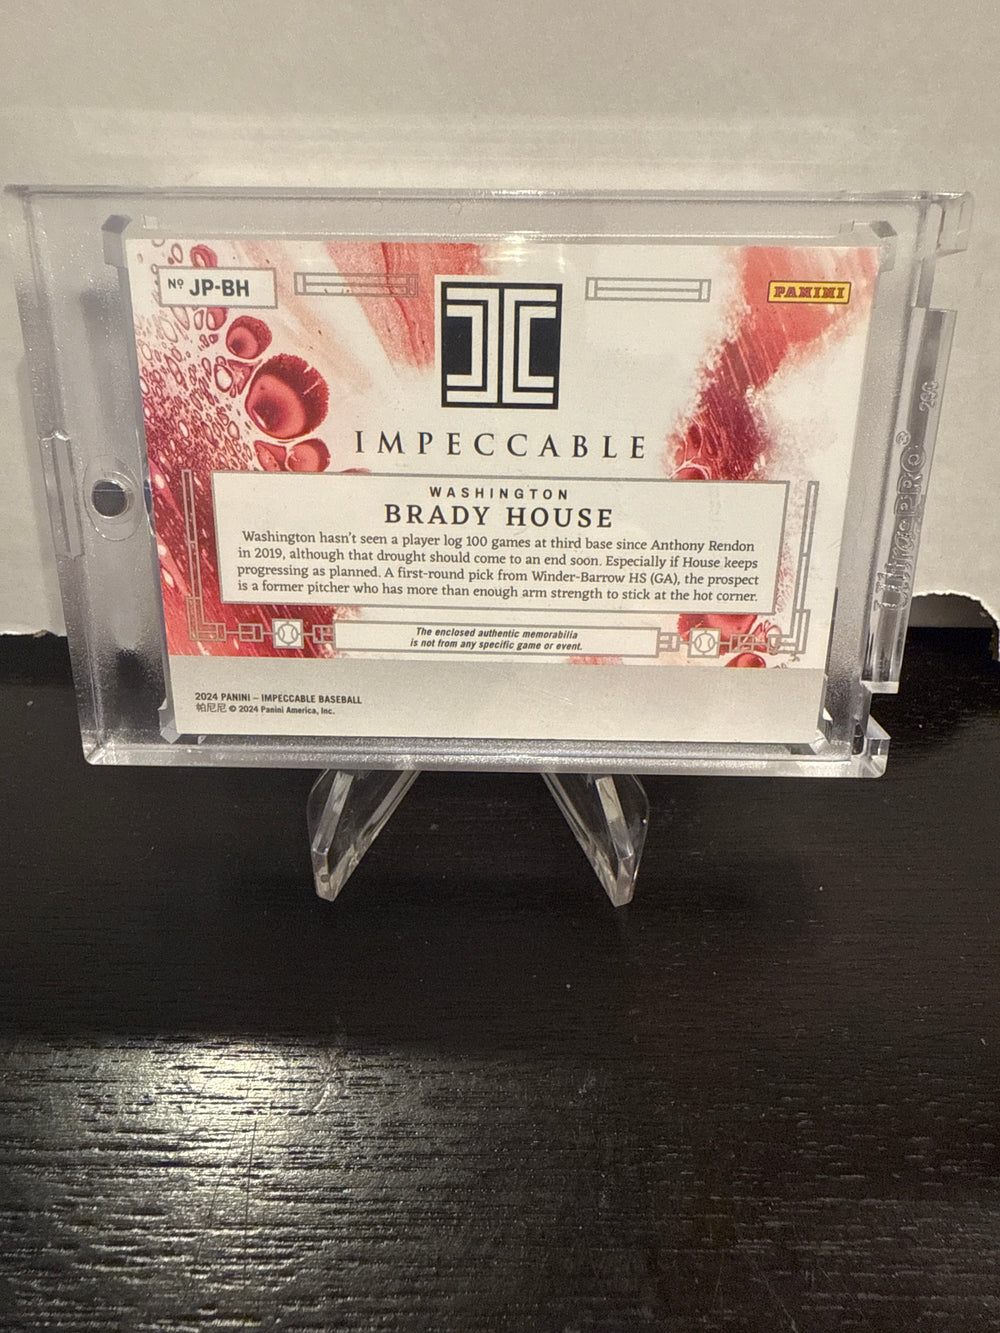 Nº JP-BH
PANINI
IMPECCABLE
WASHINGTON
BRADY HOUSE
Washington hasn't seen a player log 100 games at third base since Anthony Rendon
in 2019, although that drought should come to an end soon. Especially if House keeps
progressing as planned. A first-round pick from Winder-Barrow HS (GA), the prospect
is a former pitcher who has more than enough arm strength to stick at the hot corner.
The enclosed authentic memorabilia
is not from any specific game or event.
2024 PANINI – IMPECCABLE BASEBALL
帕尼尼 © 2024 Panini America, Inc.
Ultra PRO®